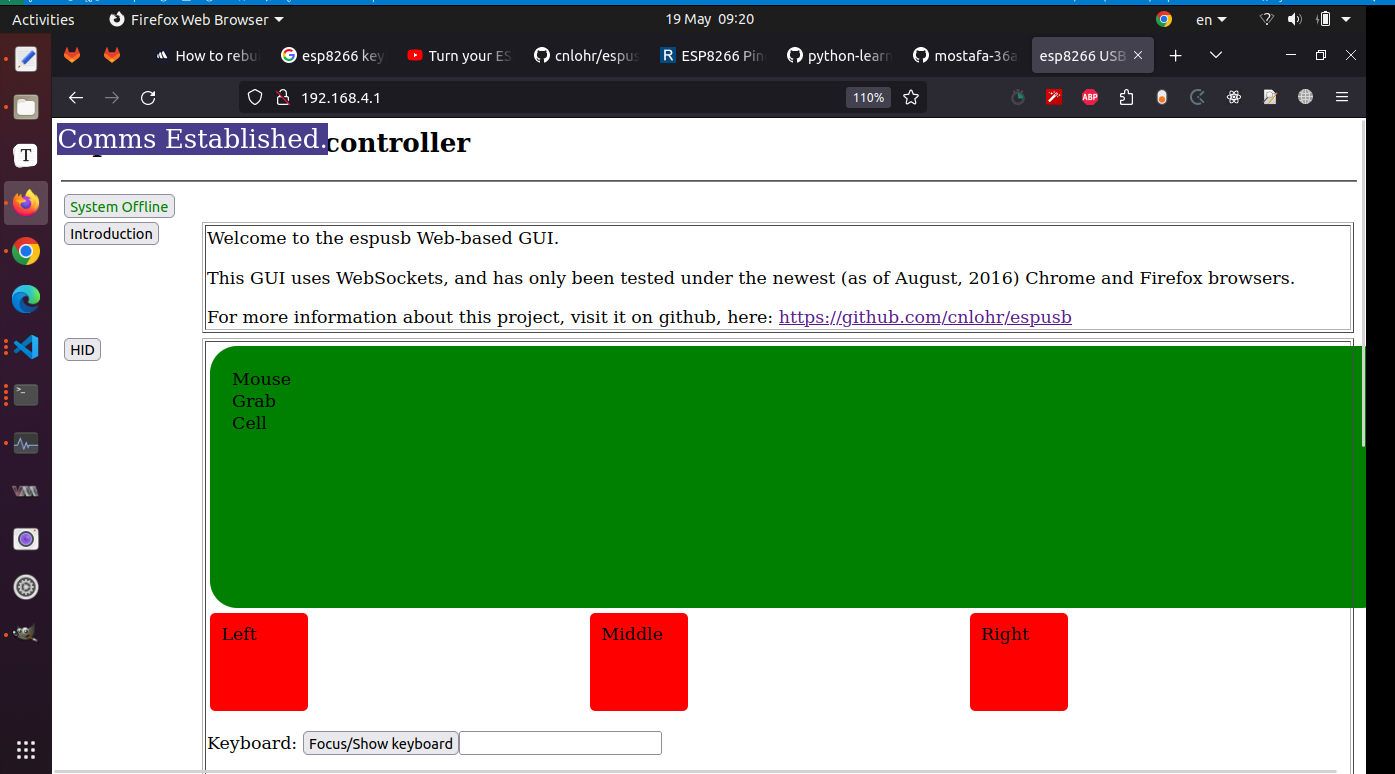 Activities
Firefox Web Browser
19 May 09:20
en
How to rebu
esp8266 key
Turn your ES
cnlohr/espus
ESP8266 Pin
python-learn
mostafa-36a
esp8266 USB
192.168.4.1
110%
ABP
Comms Established.
controller
System Offline
Introduction
Welcome to the espusb Web-based GUI.
This GUI uses WebSockets, and has only been tested under the newest (as of August, 2016) Chrome and Firefox browsers.
For more information about this project, visit it on github, here: https://github.com/cnlohr/espusb
HID
Mouse
Grab
Cell
Left
Middle
Right
Keyboard:
Focus/Show keyboard